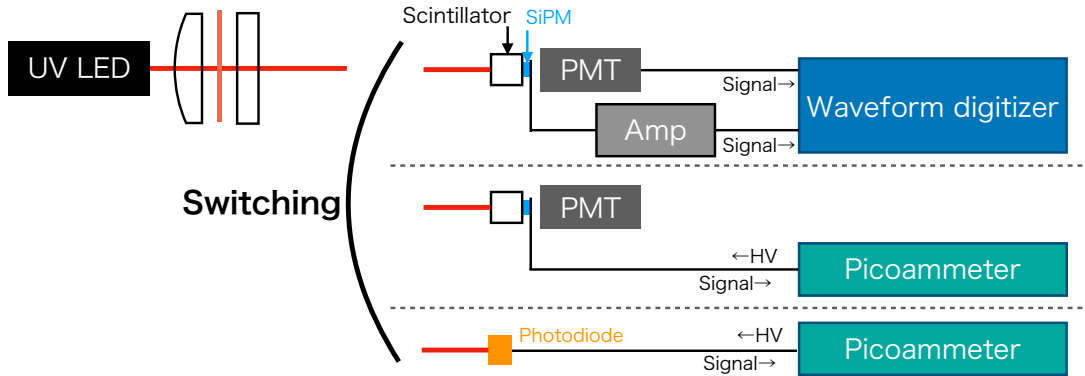 Scintillator
SiPM
UV LED
PMT
Signal→
Waveform digitizer
Amp
Signal→
Switching
PMT
←HV
Signal→
Picoammeter
Photodiode
←HV
Signal→
Picoammeter